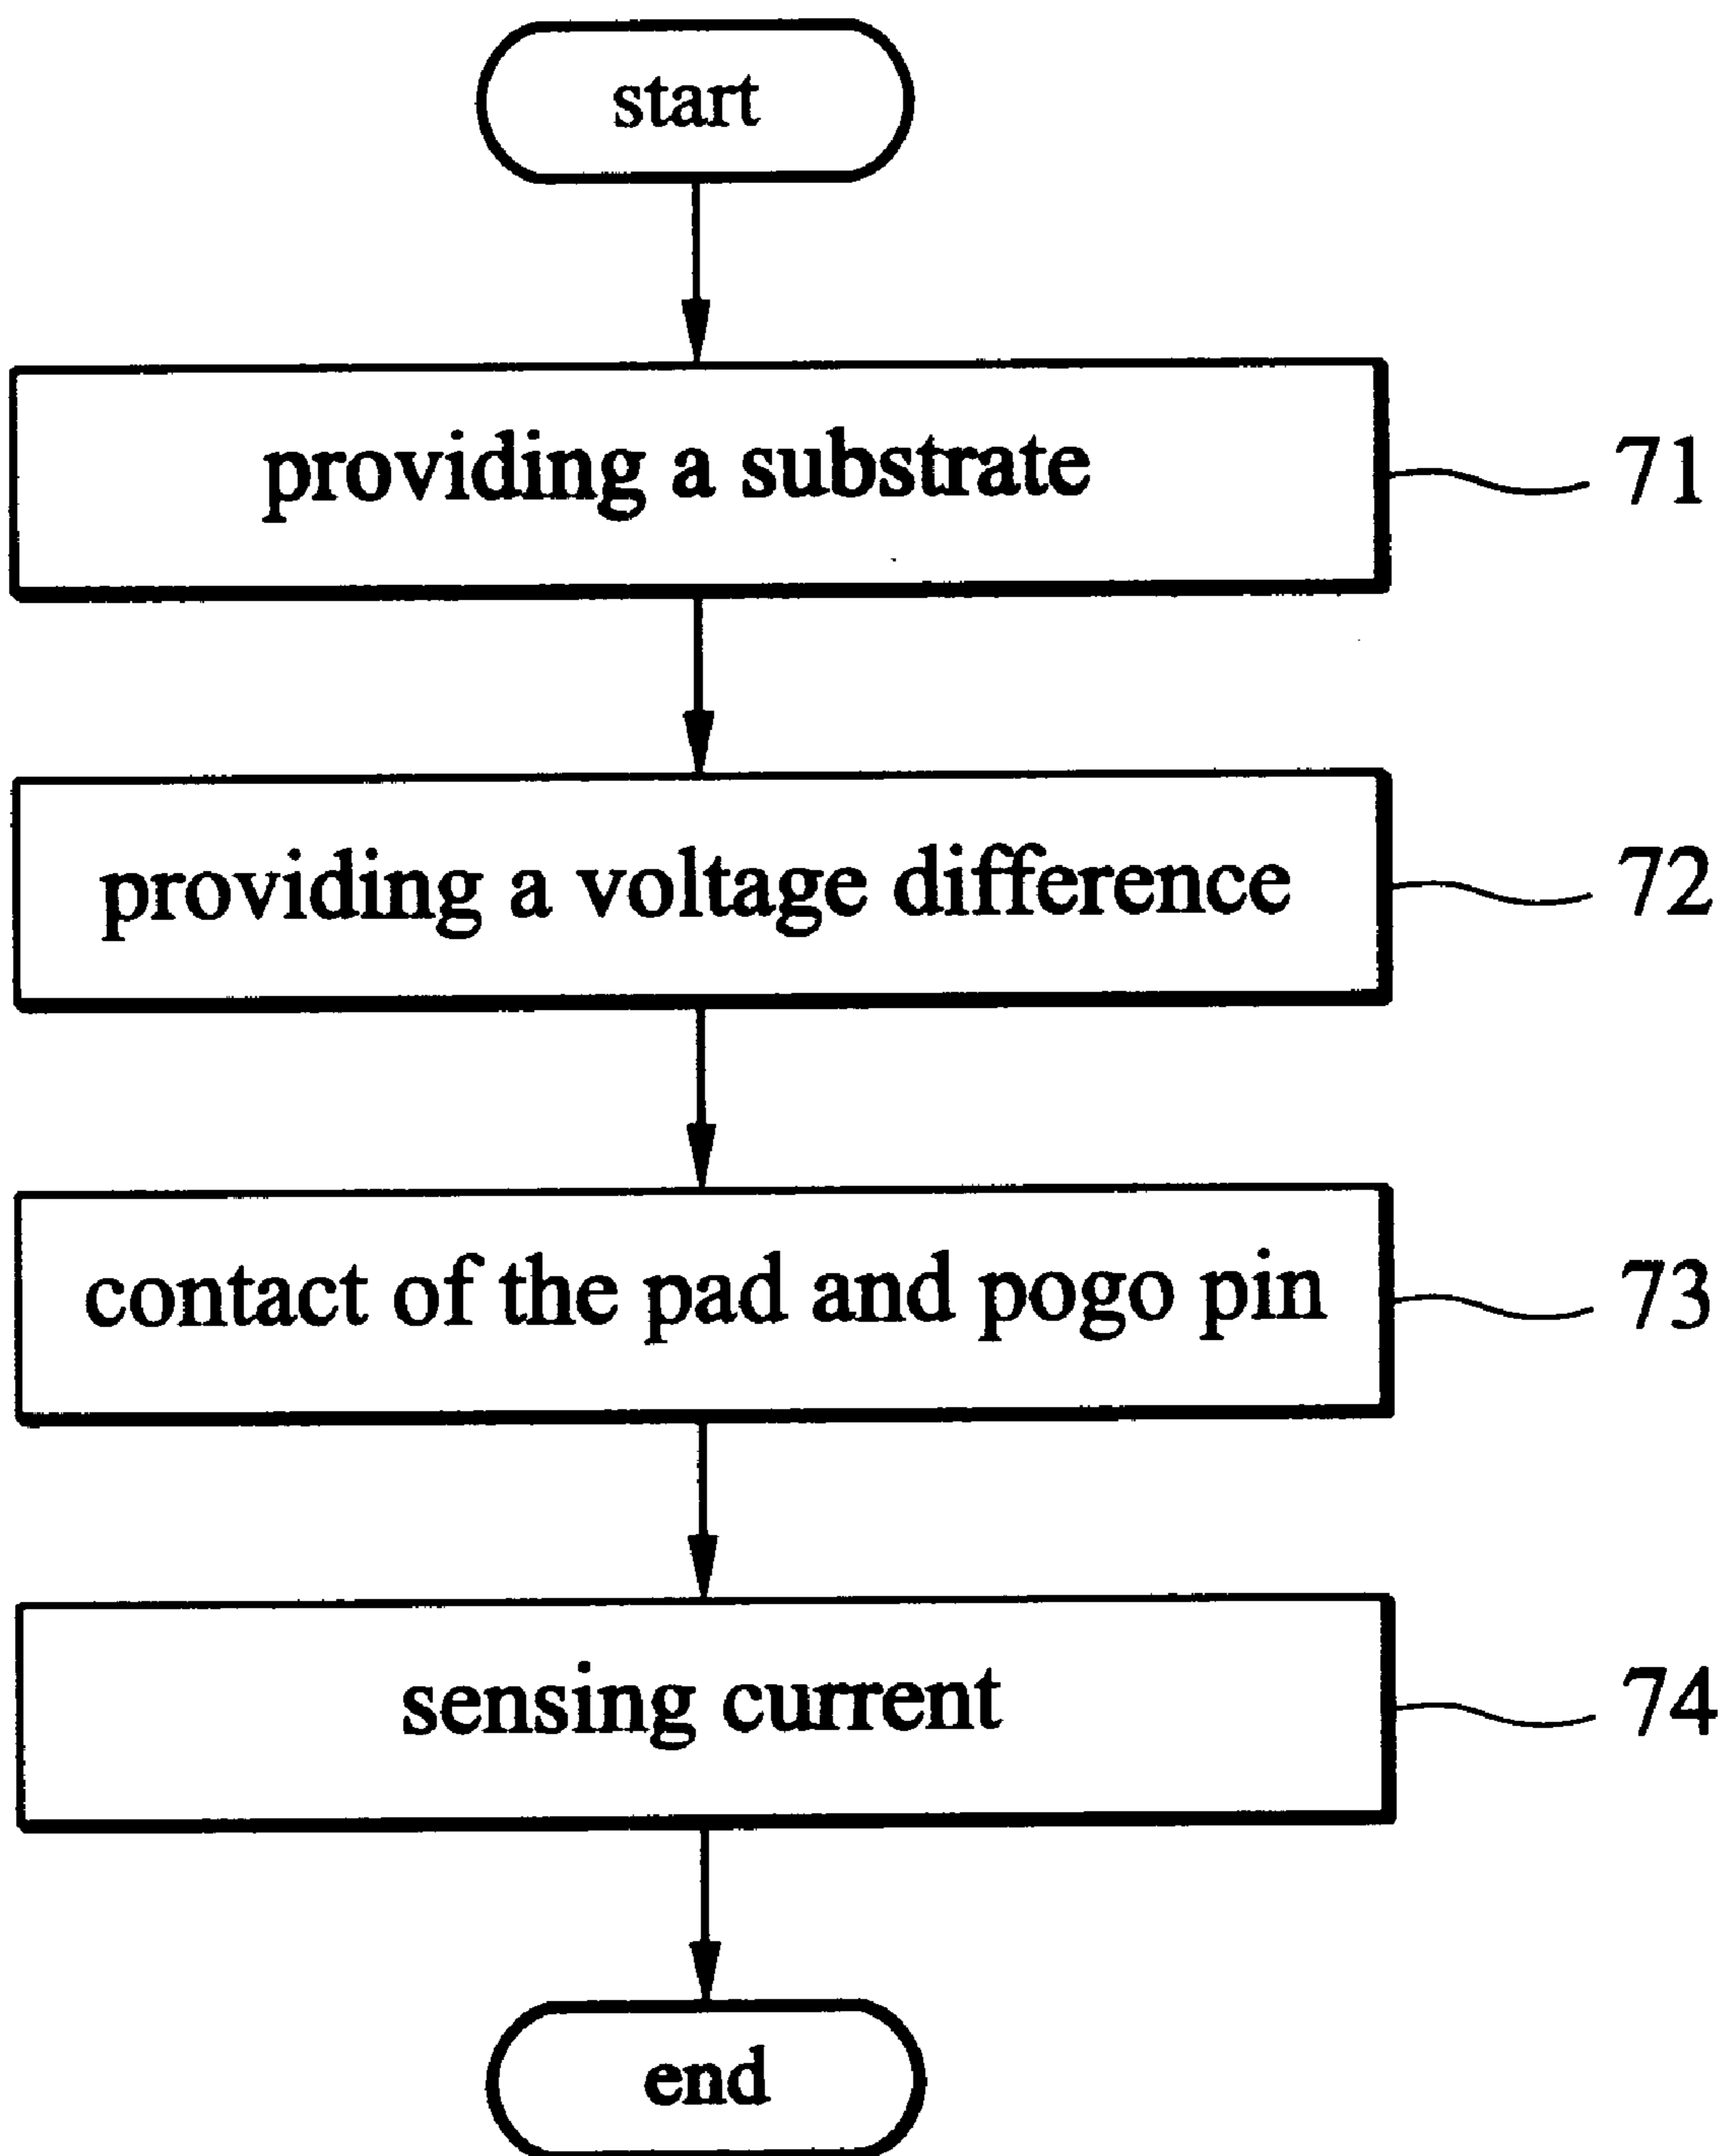 start
providing a substrate
71
providing a voltage difference
72
contact of the pad and pogo pin
73
sensing current
74
end